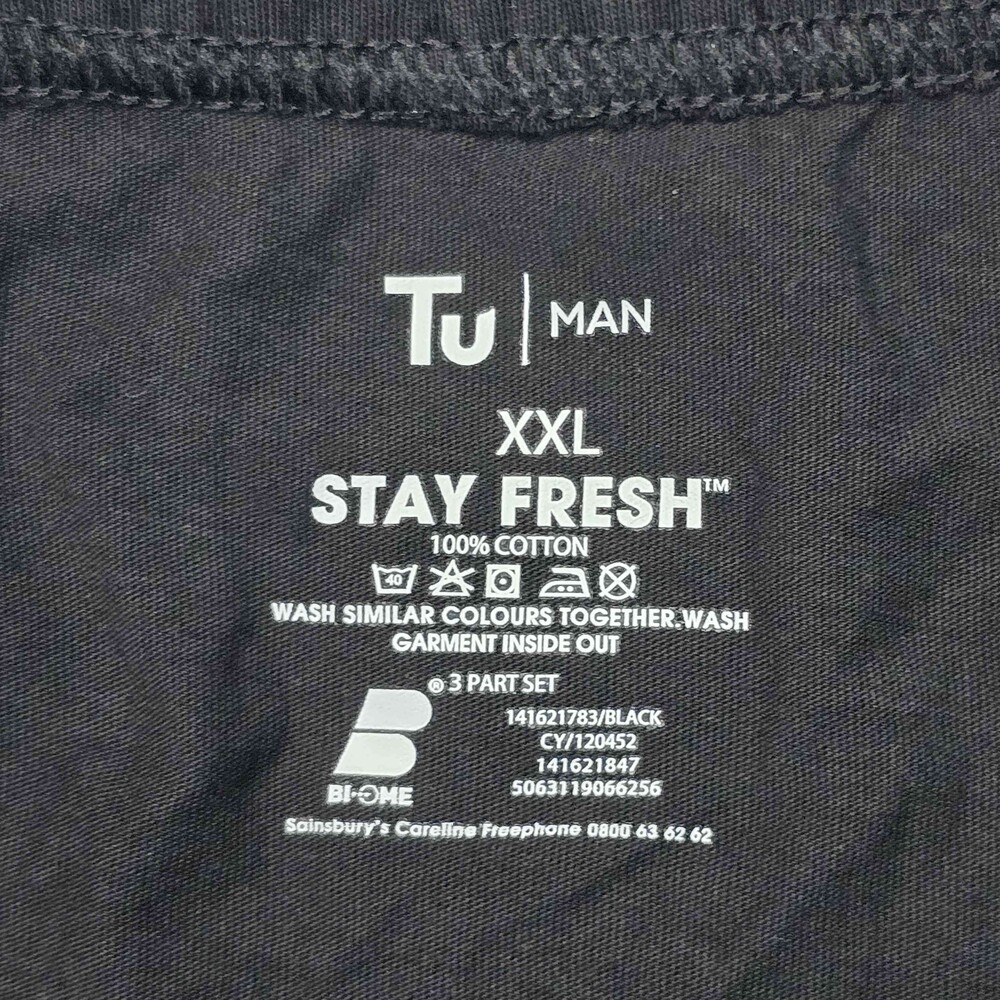 Tu | MAN
XXL
STAY FRESH™
100% COTTON
40
WASH SIMILAR COLOURS TOGETHER.WASH
GARMENT INSIDE OUT
® 3 PART SET
141621783/BLACK
CY/120452
141621847
5063119066256
BI-OME
Sainsbury's Careline Freephone 0800 63 62 62